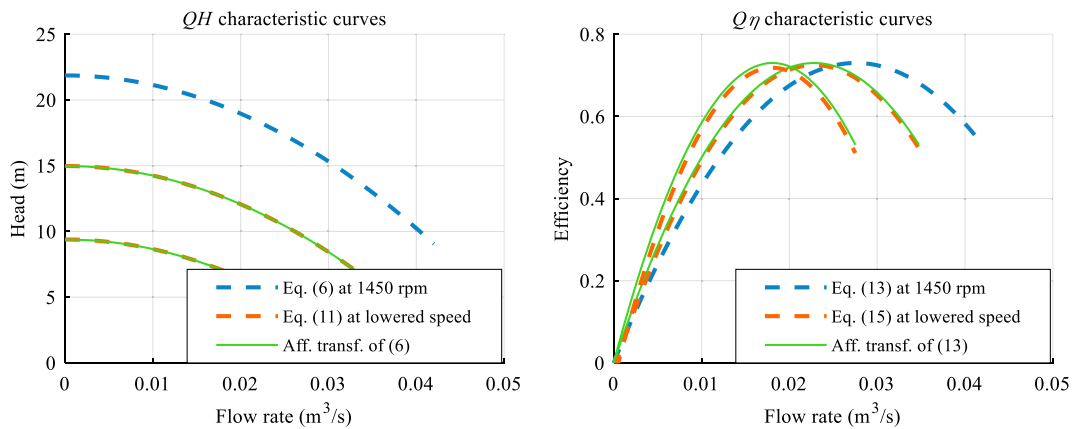 QH characteristic curves
25
20
15
10
5
0
Head (m)
0 0.01 0.02 0.03 0.04 0.05
Flow rate (m³/s)
Eq. (6) at 1450 rpm
Eq. (11) at lowered speed
Aff. transf. of (6)
Qη characteristic curves
0.8
0.6
0.4
0.2
0
Efficiency
0 0.01 0.02 0.03 0.04 0.05
Flow rate (m³/s)
Eq. (13) at 1450 rpm
Eq. (15) at lowered speed
Aff. transf. of (13)